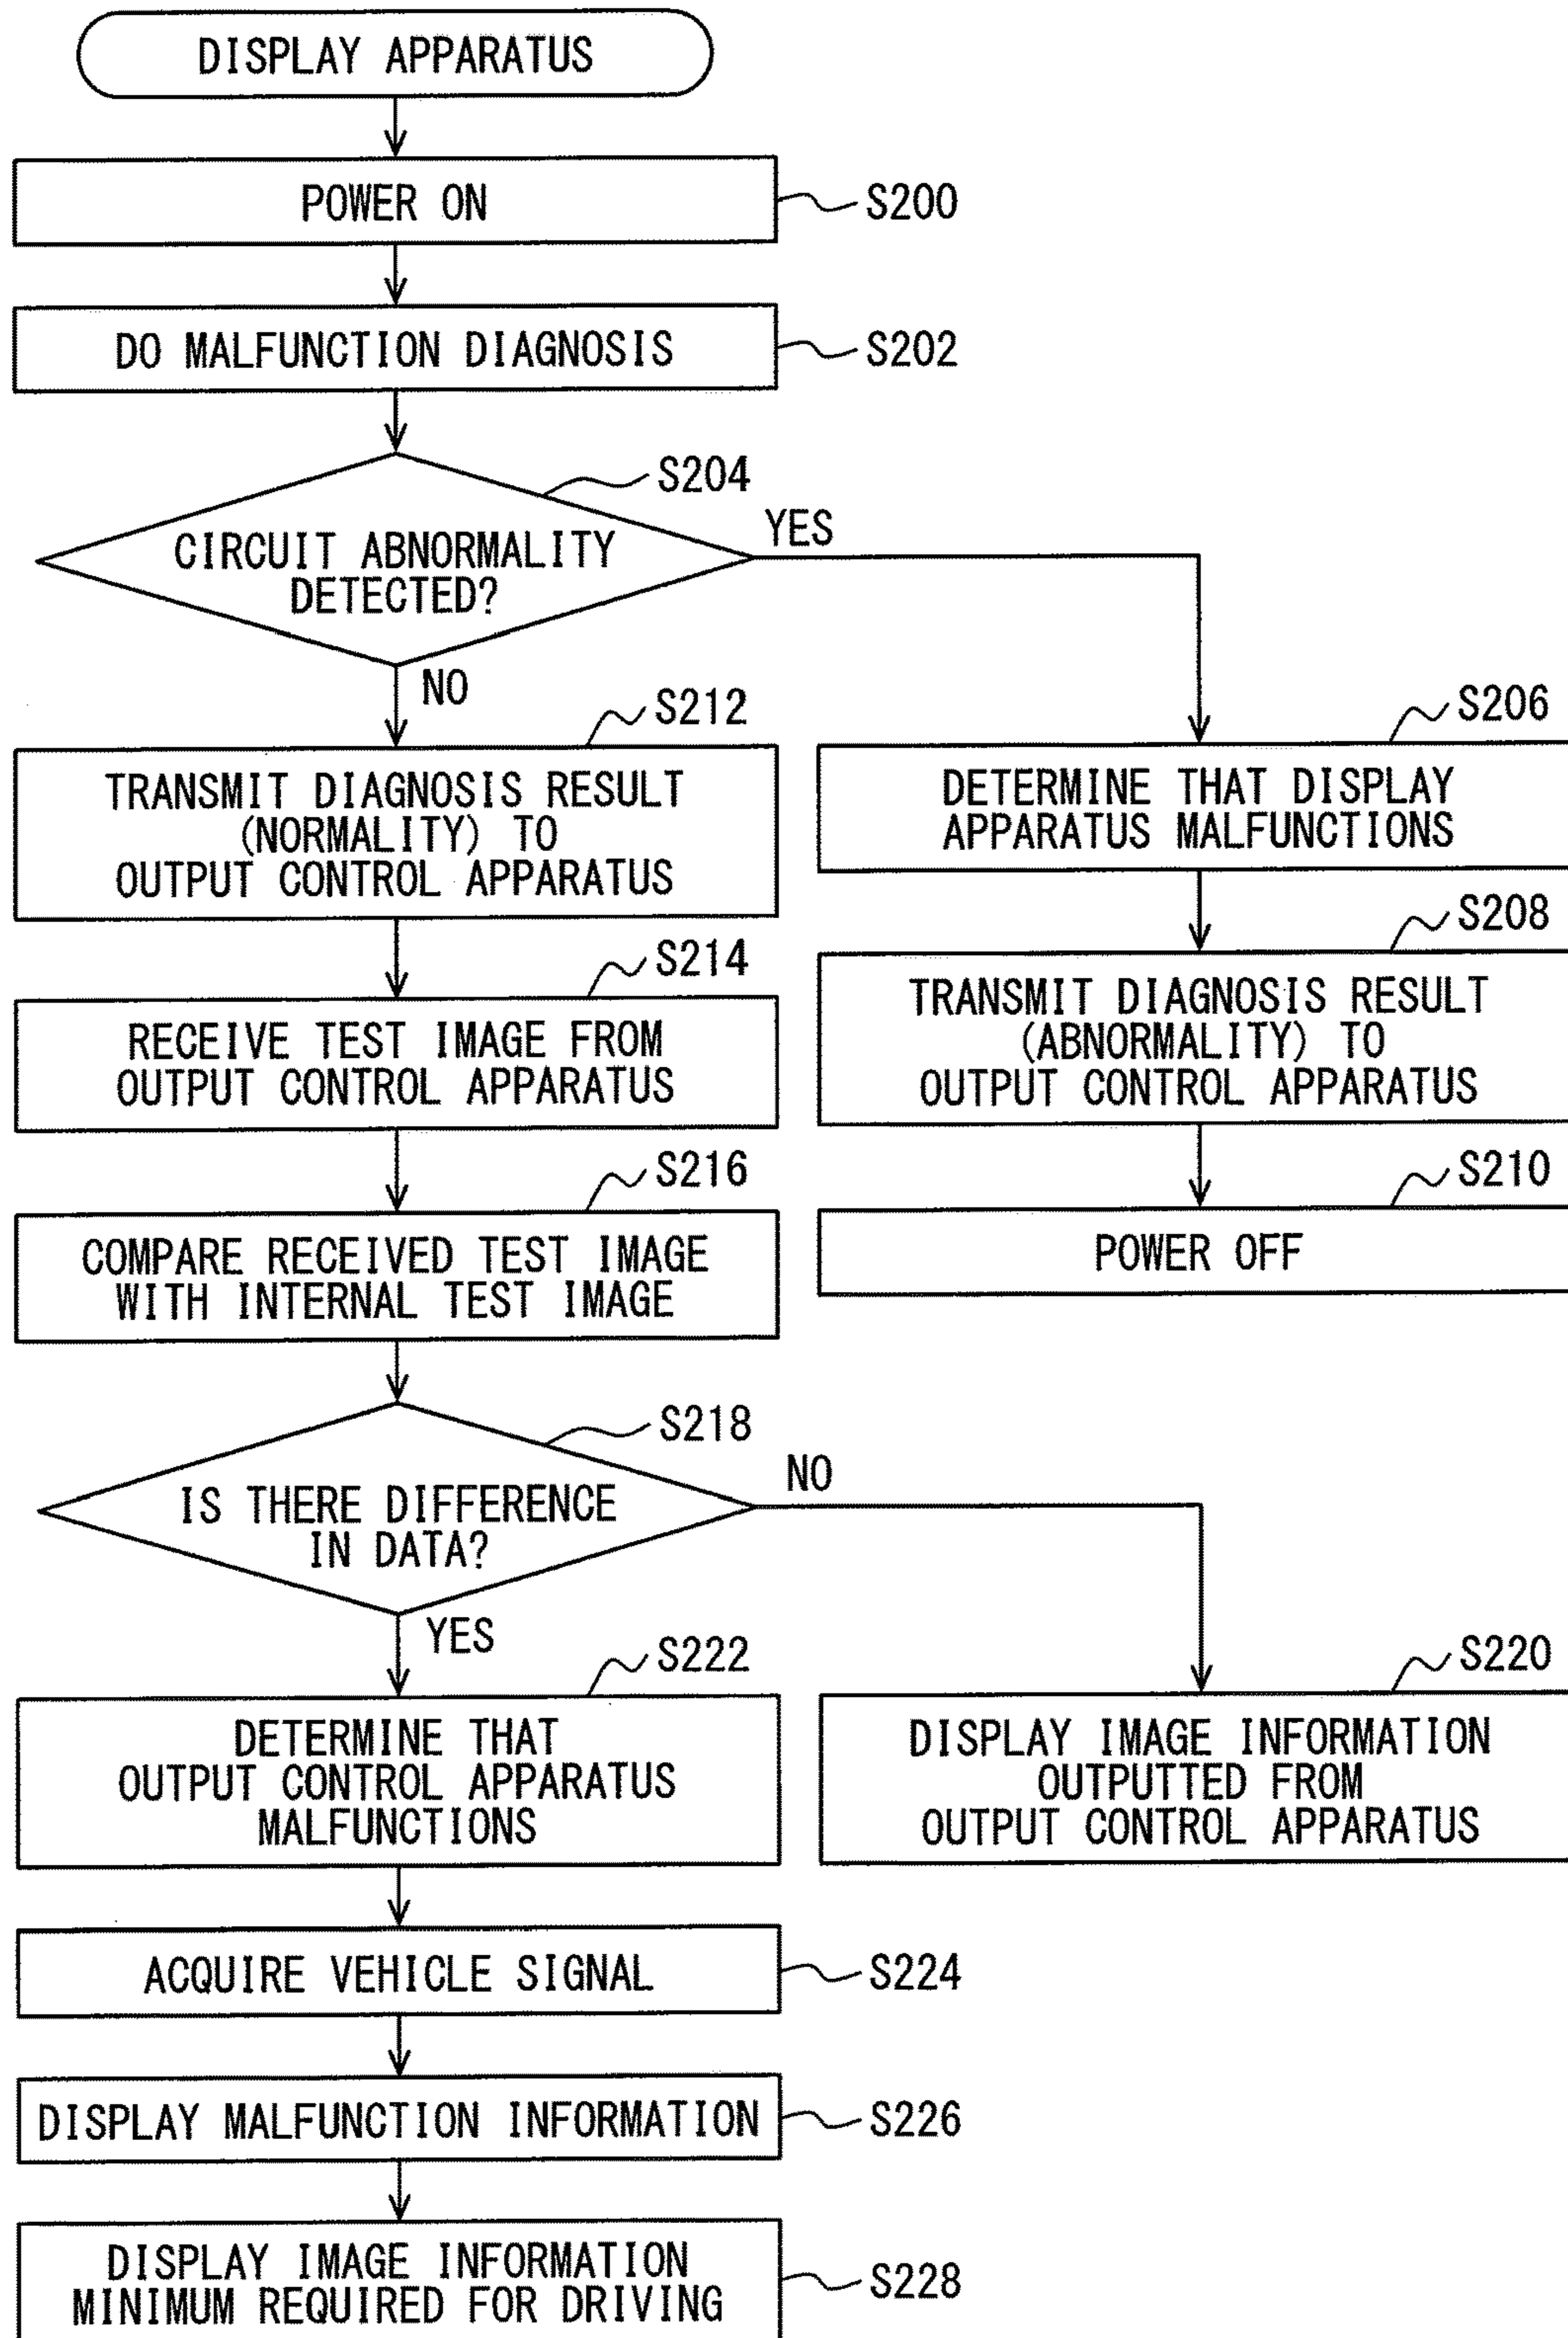 DISPLAY APPARATUS
POWER ON
S200
DO MALFUNCTION DIAGNOSIS
S202
S204
CIRCUIT ABNORMALITY
DETECTED?
YES
NO
S206
DETERMINE THAT DISPLAY
APPARATUS MALFUNCTIONS
S208
TRANSMIT DIAGNOSIS RESULT
(ABNORMALITY) TO
OUTPUT CONTROL APPARATUS
S210
POWER OFF
S212
TRANSMIT DIAGNOSIS RESULT
(NORMALITY) TO
OUTPUT CONTROL APPARATUS
S214
RECEIVE TEST IMAGE FROM
OUTPUT CONTROL APPARATUS
S216
COMPARE RECEIVED TEST IMAGE
WITH INTERNAL TEST IMAGE
S218
IS THERE DIFFERENCE
IN DATA?
NO
YES
S220
DISPLAY IMAGE INFORMATION
OUTPUTTED FROM
OUTPUT CONTROL APPARATUS
S222
DETERMINE THAT
OUTPUT CONTROL APPARATUS
MALFUNCTIONS
ACQUIRE VEHICLE SIGNAL
S224
DISPLAY MALFUNCTION INFORMATION
S226
DISPLAY IMAGE INFORMATION
MINIMUM REQUIRED FOR DRIVING
S228